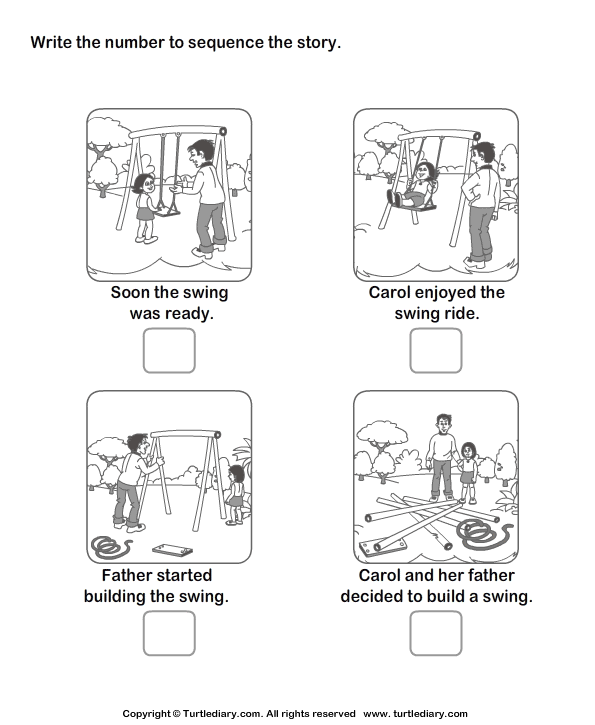 Write the number to sequence the story.
Soon the swing
was ready.
Carol enjoyed the
swing ride.
Father started
building the swing.
Carol and her father
decided to build a swing.
Copyright © Turtlediary.com. All rights reserved   www.turtlediary.com